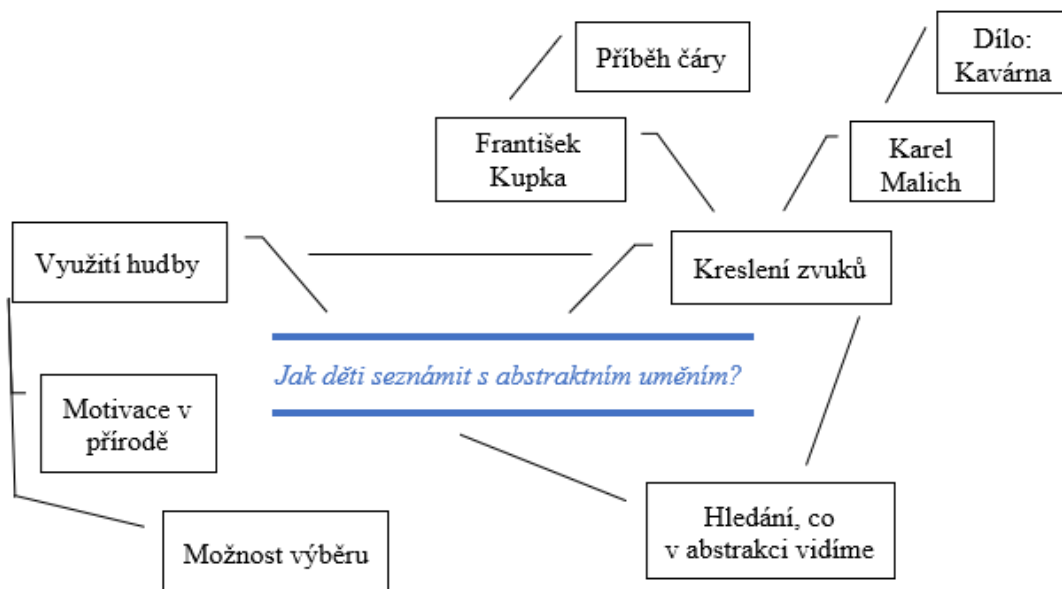 Příběh čáry
Dílo:
Kavárna
František
Kupka
Karel
Malich
Využití hudby
Kreslení zvuků
Jak děti seznámit s abstraktním uměním?
Motivace v
přírodě
Hledání, co
v abstrakci vidíme
Možnost výběru